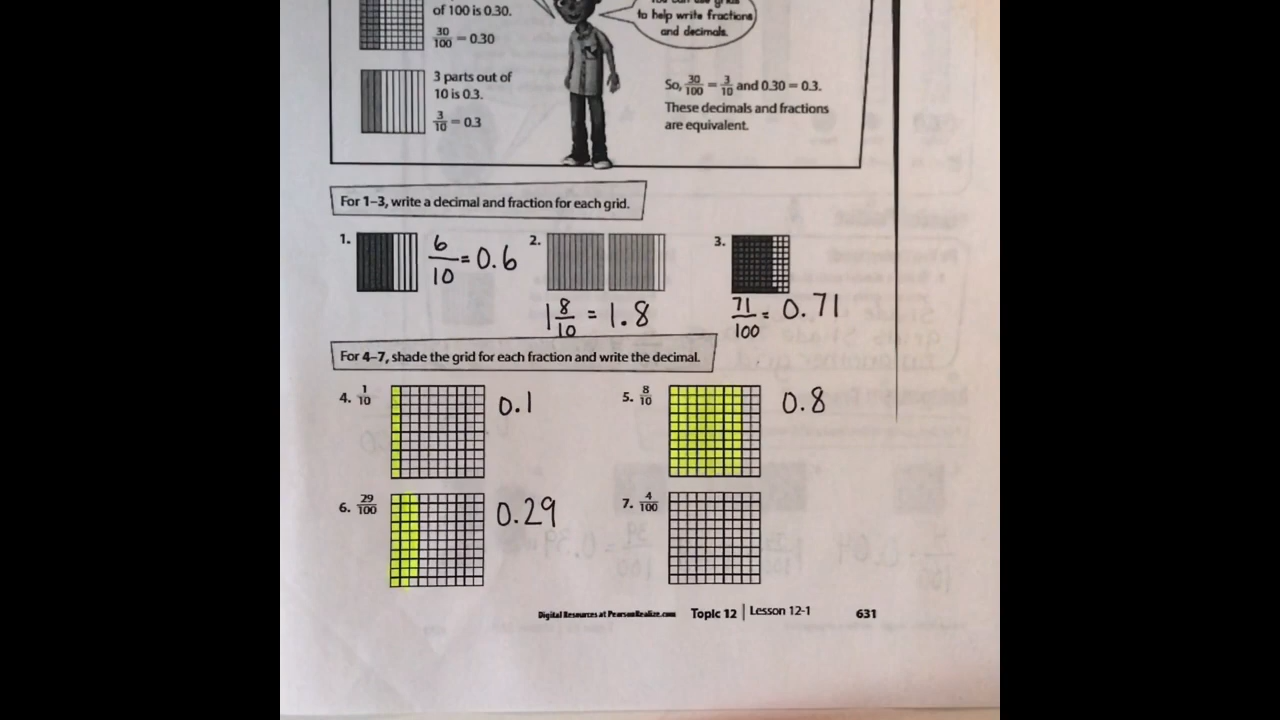 of 100 is 0.30.
30/100 = 0.30
3 parts out of
10 is 0.3.
3/10 = 0.3
to help write fractions
and decimals.
So, 30/100 = 3/10 and 0.30 = 0.3.
These decimals and fractions
are equivalent.
For 1–3, write a decimal and fraction for each grid.
1. 6/10 = 0.6
2. 1 8/10 = 1.8
3. 71/100 = 0.71
For 4–7, shade the grid for each fraction and write the decimal.
4. 1/10 0.1
5. 8/10 0.8
6. 29/100 0.29
7. 4/100
Digital Resources at PearsonRealize.com Topic 12 | Lesson 12-1 631